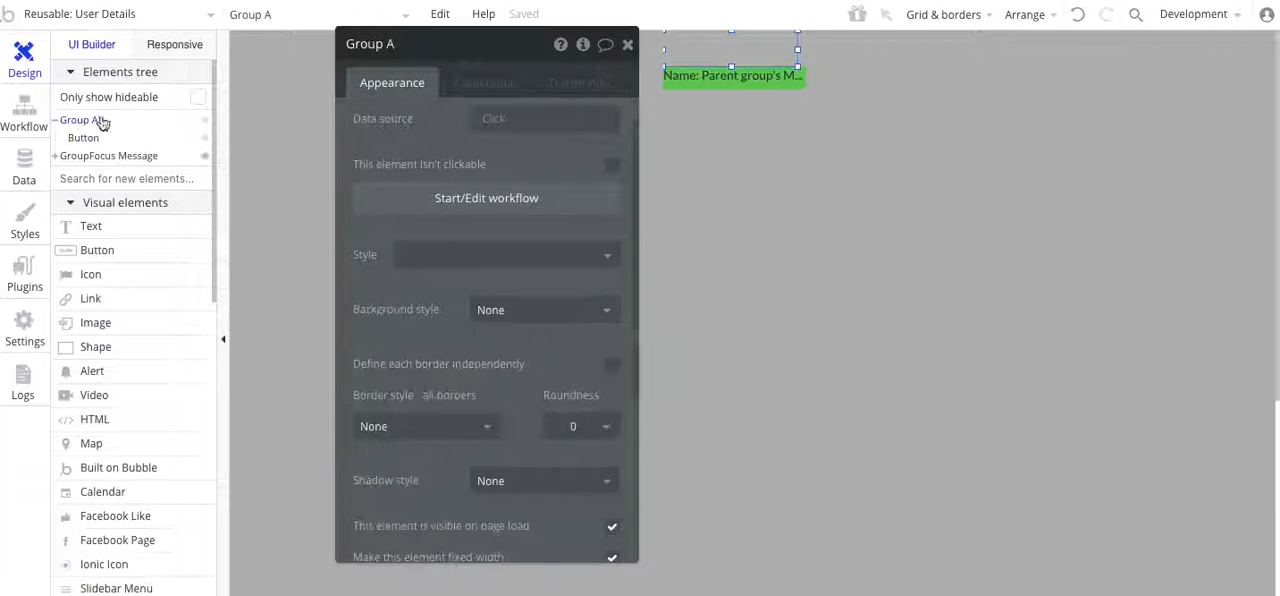 Reusable: User Details
Group A
Edit
Help
Saved
Grid & borders
Arrange
Development
Design
Workflow
Data
Styles
Plugins
Settings
Logs
UI Builder
Responsive
Elements tree
Only show hideable
Group A
Button
GroupFocus Message
Search for new elements...
Visual elements
Text
Button
Icon
Link
Image
Shape
Alert
Video
HTML
Map
Built on Bubble
Calendar
Facebook Like
Facebook Page
Ionic Icon
Slidebar Menu
Group A
Appearance
Data source
Click
This element isn't clickable
Start/Edit workflow
Style
Background style
None
Define each border independently
Border style
all borders
Roundness
None
0
Shadow style
None
This element is visible on page load
Make this element fixed-width
Name: Parent group's M...